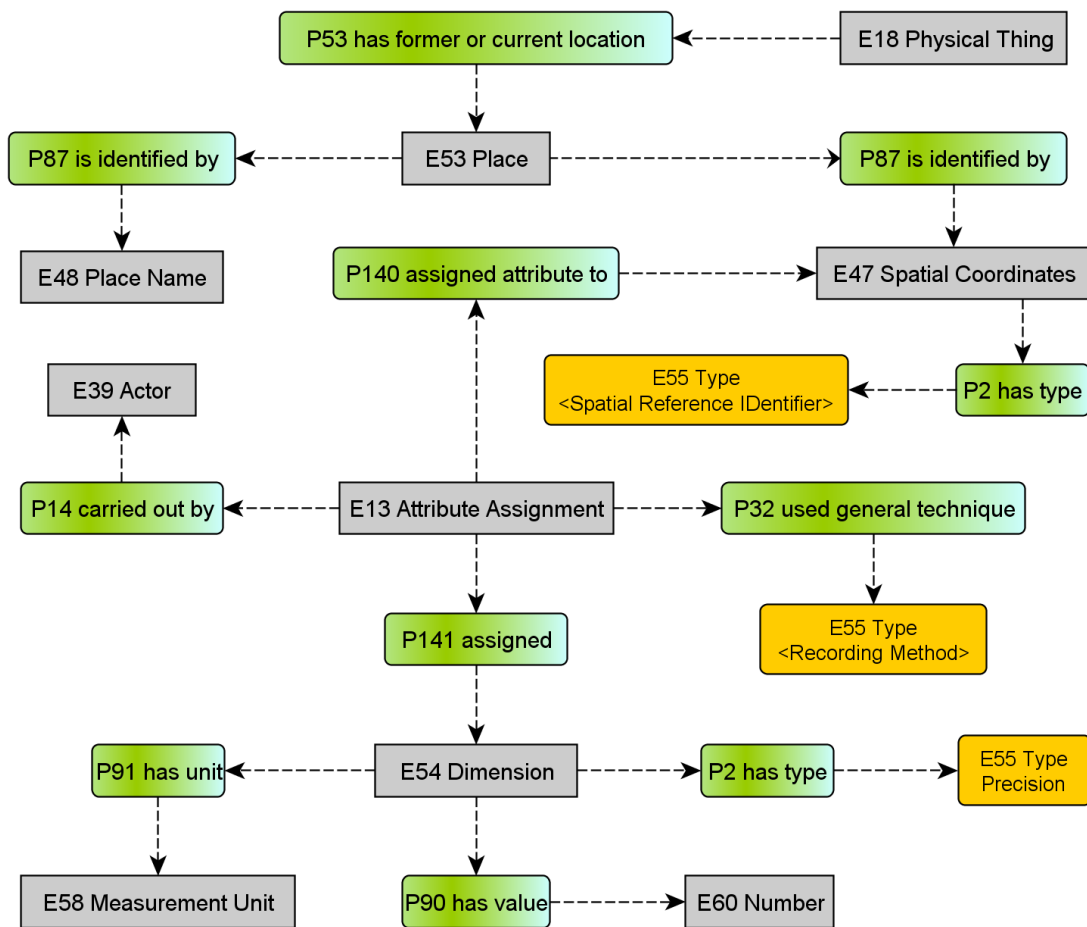 P53 has former or current location
E18 Physical Thing
P87 is identified by
E53 Place
P87 is identified by
E48 Place Name
P140 assigned attribute to
E47 Spatial Coordinates
E39 Actor
E55 Type
<Spatial Reference IDentifier>
P2 has type
P14 carried out by
E13 Attribute Assignment
P32 used general technique
P141 assigned
E55 Type
<Recording Method>
P91 has unit
E54 Dimension
P2 has type
E55 Type
Precision
E58 Measurement Unit
P90 has value
E60 Number